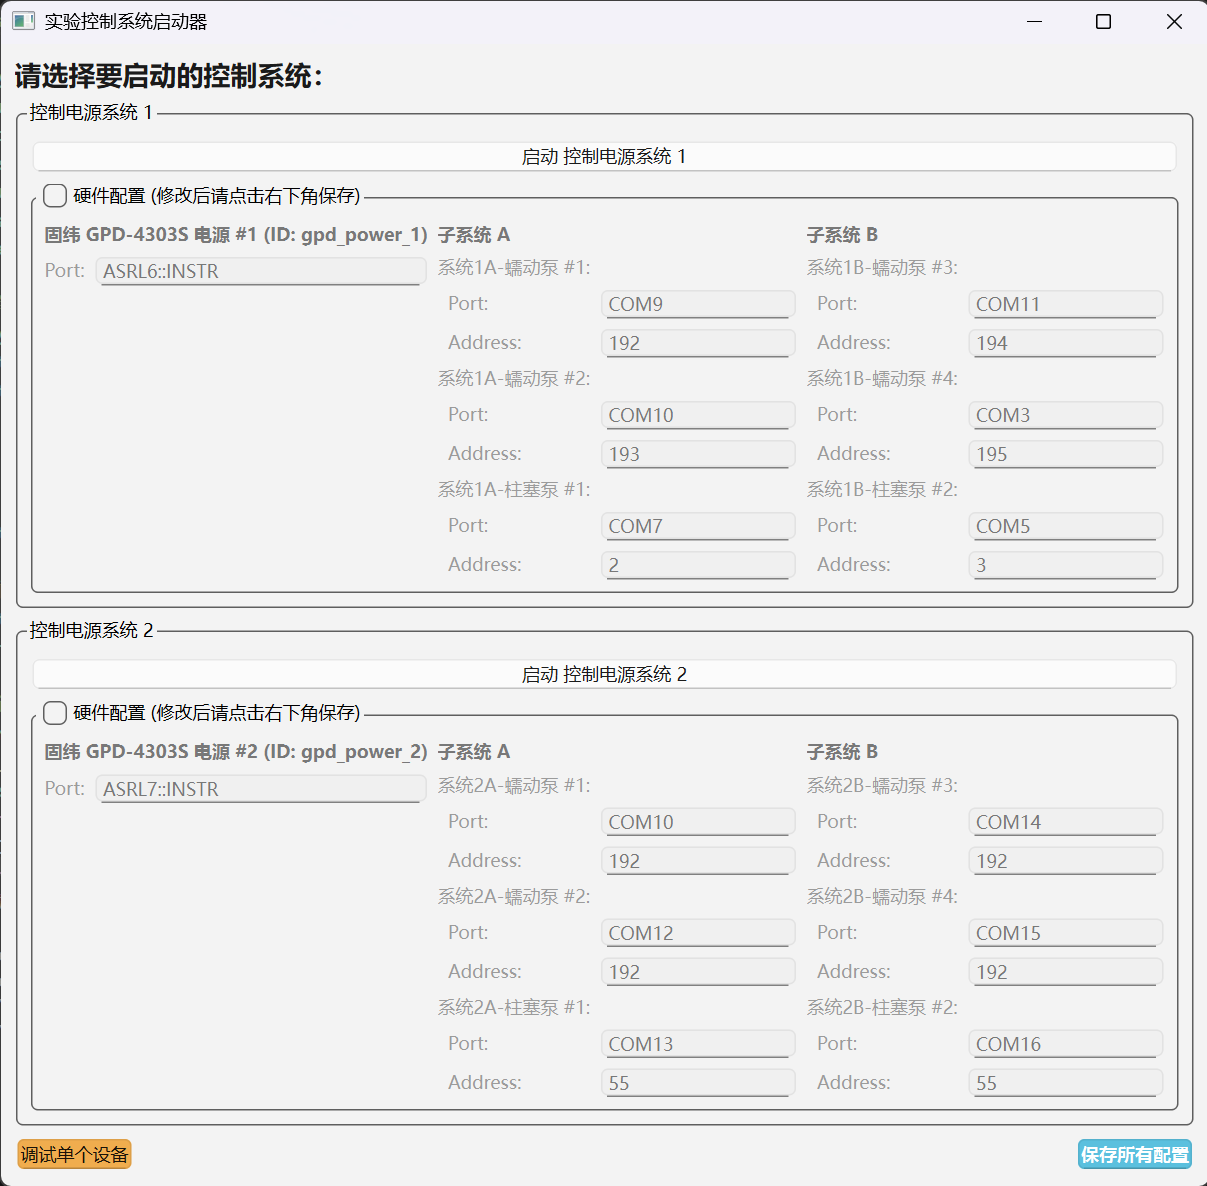 实验控制系统启动器
请选择要启动的控制系统：
控制电源系统 1
启动 控制电源系统 1
硬件配置 (修改后请点击右下角保存)
固纬 GPD-4303S 电源 #1 (ID: gpd_power_1)
Port: ASRL6::INSTR
子系统 A
系统1A-蠕动泵 #1:
Port: COM9
Address: 192
系统1A-蠕动泵 #2:
Port: COM10
Address: 193
系统1A-柱塞泵 #1:
Port: COM7
Address: 2
子系统 B
系统1B-蠕动泵 #3:
Port: COM11
Address: 194
系统1B-蠕动泵 #4:
Port: COM3
Address: 195
系统1B-柱塞泵 #2:
Port: COM5
Address: 3
控制电源系统 2
启动 控制电源系统 2
硬件配置 (修改后请点击右下角保存)
固纬 GPD-4303S 电源 #2 (ID: gpd_power_2)
Port: ASRL7::INSTR
子系统 A
系统2A-蠕动泵 #1:
Port: COM10
Address: 192
系统2A-蠕动泵 #2:
Port: COM12
Address: 192
系统2A-柱塞泵 #1:
Port: COM13
Address: 55
子系统 B
系统2B-蠕动泵 #3:
Port: COM14
Address: 192
系统2B-蠕动泵 #4:
Port: COM15
Address: 192
系统2B-柱塞泵 #2:
Port: COM16
Address: 55
调试单个设备
保存所有配置